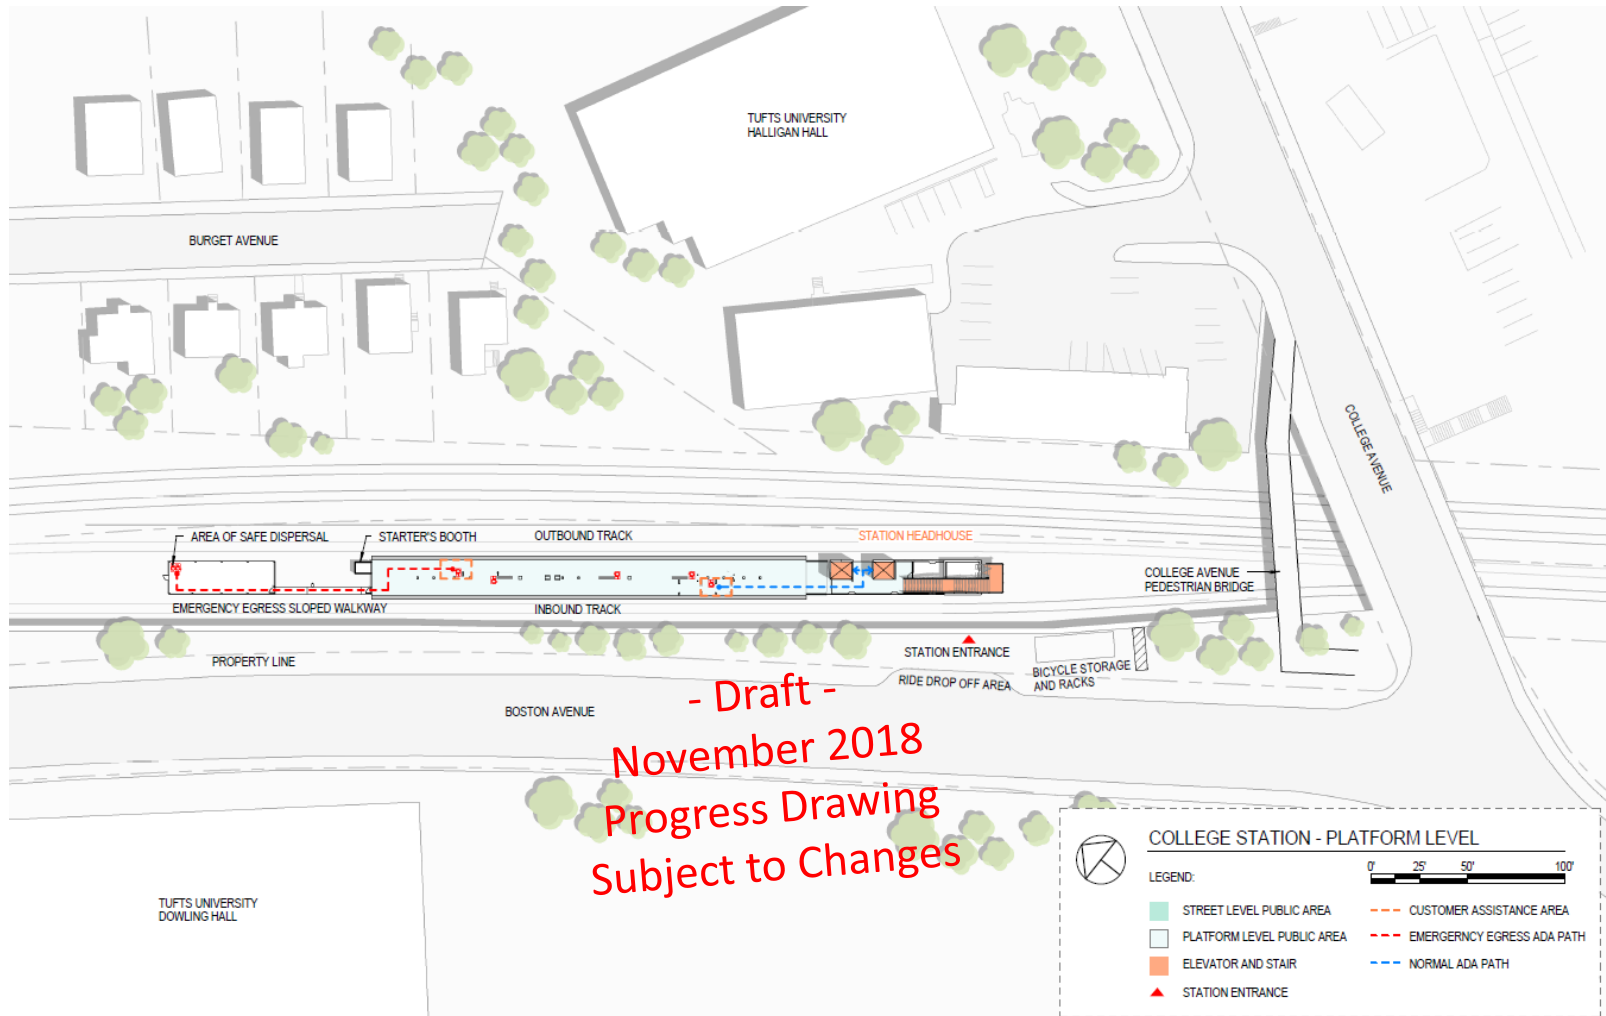 TUFTS UNIVERSITY
HALLIGAN HALL
BURGET AVENUE
COLLEGE AVENUE
AREA OF SAFE DISPERSAL
STARTER'S BOOTH
OUTBOUND TRACK
STATION HEADHOUSE
COLLEGE AVENUE
PEDESTRIAN BRIDGE
EMERGENCY EGRESS SLOPED WALKWAY
INBOUND TRACK
STATION ENTRANCE
PROPERTY LINE
BICYCLE STORAGE
AND RACKS
RIDE DROP OFF AREA
BOSTON AVENUE
- Draft -
November 2018
Progress Drawing
Subject to Changes
TUFTS UNIVERSITY
DOWLING HALL
COLLEGE STATION - PLATFORM LEVEL
LEGEND:
0' 25' 50' 100'
STREET LEVEL PUBLIC AREA
PLATFORM LEVEL PUBLIC AREA
ELEVATOR AND STAIR
STATION ENTRANCE
CUSTOMER ASSISTANCE AREA
EMERGERNCY EGRESS ADA PATH
NORMAL ADA PATH